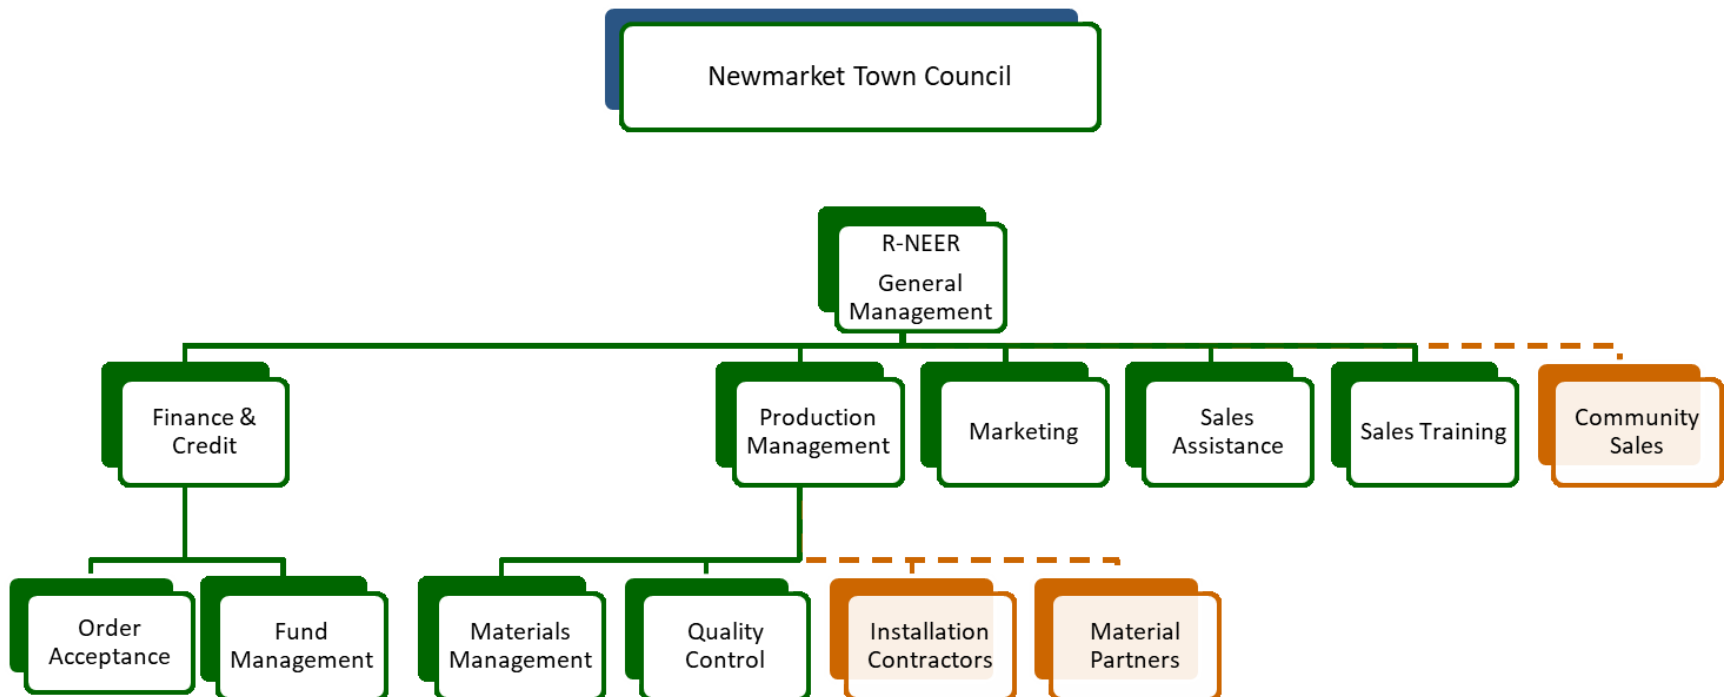 Newmarket Town Council
R-NEER
General
Management
Finance &
Credit
Production
Management
Marketing
Sales
Assistance
Sales Training
Community
Sales
Order
Acceptance
Fund
Management
Materials
Management
Quality
Control
Installation
Contractors
Material
Partners